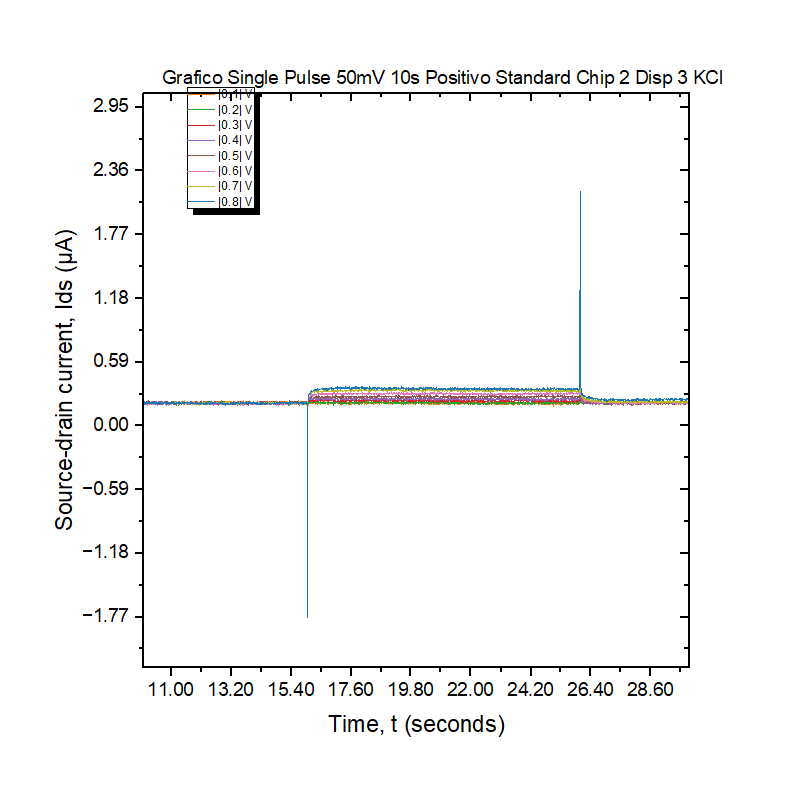 Grafico Single Pulse 50mV 10s Positivo Standard Chip 2 Disp 3 KCl
|0.1| V
|0.2| V
|0.3| V
|0.4| V
|0.5| V
|0.6| V
|0.7| V
|0.8| V
2.95
2.36
1.77
1.18
0.59
0.00
−0.59
−1.18
−1.77
Source-drain current, Ids (μA)
11.00 13.20 15.40 17.60 19.80 22.00 24.20 26.40 28.60
Time, t (seconds)